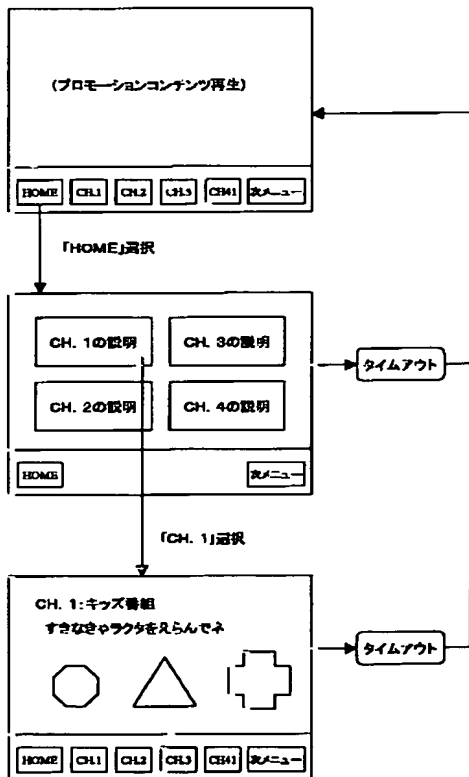 (プロモーションコンテンツ再生)
HOME CH.1 CH.2 CH.3 CH41 次メニュー
「HOME」選択
CH. 1の説明 CH. 3の説明
タイムアウト
CH. 2の説明 CH. 4の説明
HOME 次メニュー
「CH. 1」選択
CH. 1:キッズ番組
すきなきゃラクタをえらんでネ
タイムアウト
HOME CH.1 CH.2 CH.3 CH41 次メニュー